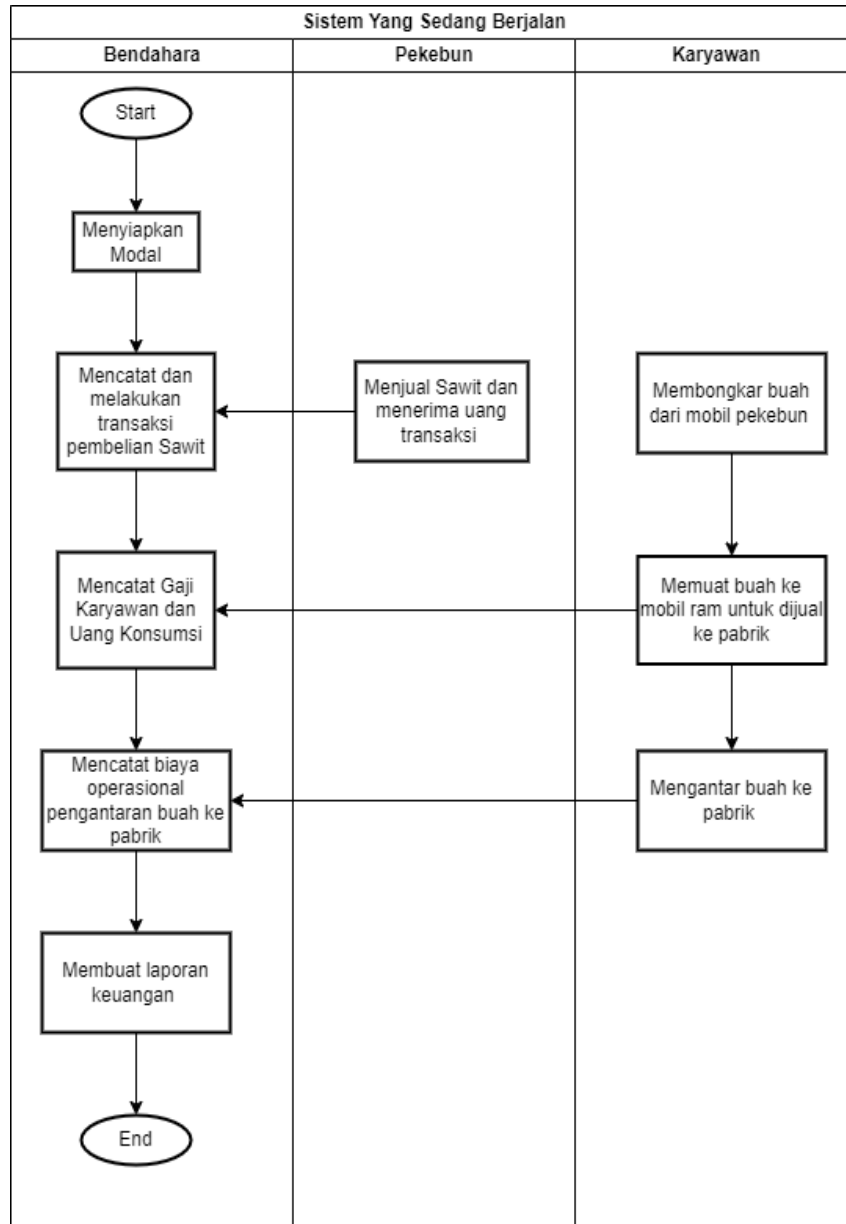 Sistem Yang Sedang Berjalan
Bendahara
Pekebun
Karyawan
Start
Menyiapkan
Modal
Mencatat dan
melakukan
transaksi
pembelian Sawit
Menjual Sawit dan
menerima uang
transaksi
Membongkar buah
dari mobil pekebun
Mencatat Gaji
Karyawan dan
Uang Konsumsi
Memuat buah ke
mobil ram untuk dijual
ke pabrik
Mencatat biaya
operasional
pengantaran buah ke
pabrik
Mengantar buah ke
pabrik
Membuat laporan
keuangan
End